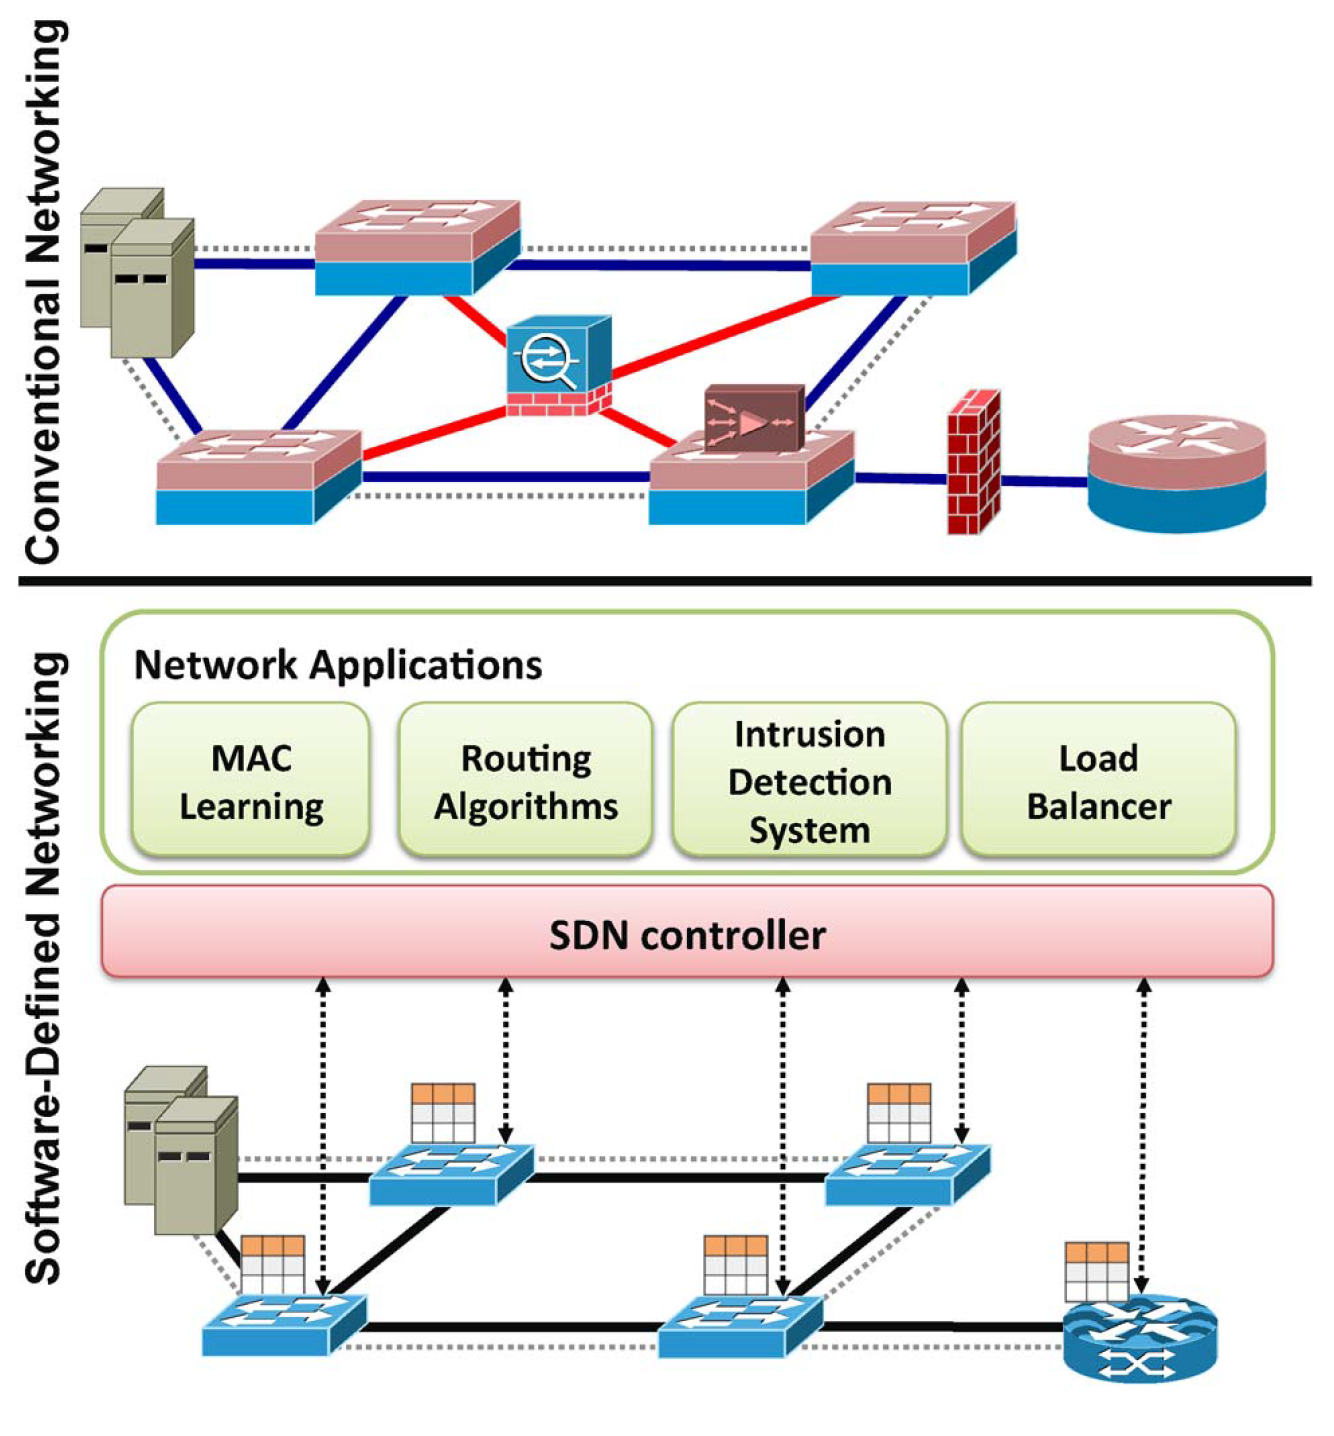 Conventional Networking
Software-Defined Networking
Network Applications
MAC
Learning
Routing
Algorithms
Intrusion
Detection
System
Load
Balancer
SDN controller